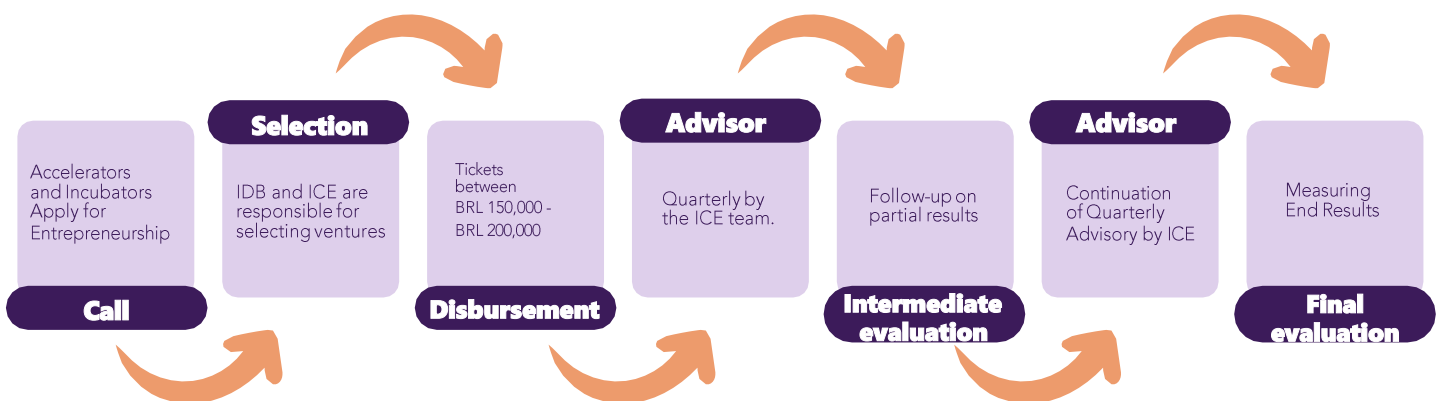 Accelerators
and Incubators
Apply for
Entrepreneurship
Call
Selection
IDB and ICE are
responsible for
selecting ventures
Tickets
between
BRL 150,000 -
BRL 200,000
Disbursement
Advisor
Quarterly by
the ICE team.
Follow-up on
partial results
Intermediate
evaluation
Advisor
Continuation
of Quarterly
Advisory by ICE
Measuring
End Results
Final
evaluation